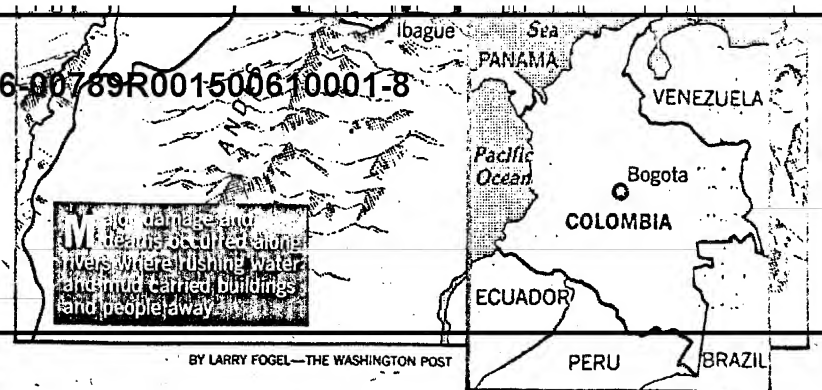 Ibague
6-00789R001500610001-8
ANDES
Major damage and
deaths occurred along
rivers where rushing water
and mud carried buildings
and people away.
BY LARRY FOGEL—THE WASHINGTON POST
Sea
PANAMA
VENEZUELA
Pacific
Ocean
Bogota
COLOMBIA
ECUADOR
PERU
BRAZIL